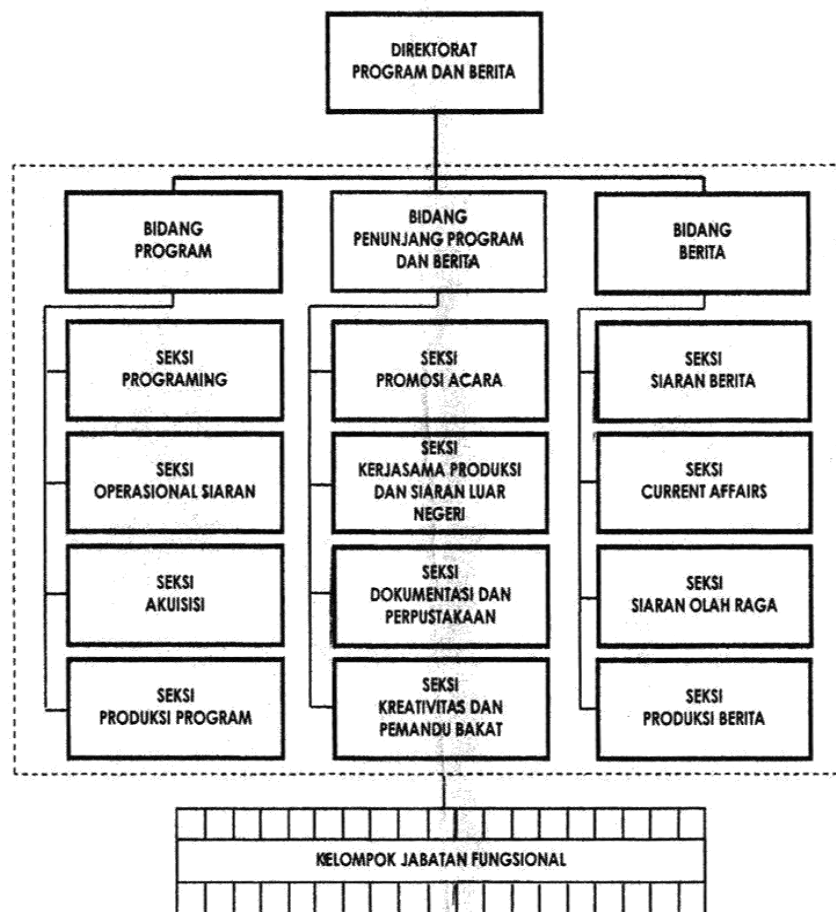 DIREKTORAT
PROGRAM DAN BERITA
BIDANG
PROGRAM
BIDANG
PENUNJANG PROGRAM
DAN BERITA
BIDANG
BERITA
SEKSI
PROGRAMING
SEKSI
PROMOSI ACARA
SEKSI
SIARAN BERITA
SEKSI
OPERASIONAL SIARAN
SEKSI
KERJASAMA PRODUKSI
DAN SIARAN LUAR
NEGERI
SEKSI
CURRENT AFFAIRS
SEKSI
AKUISISI
SEKSI
DOKUMENTASI DAN
PERPUSTAKAAN
SEKSI
SIARAN OLAH RAGA
SEKSI
PRODUKSI PROGRAM
SEKSI
KREATIVITAS DAN
PEMANDU BAKAT
SEKSI
PRODUKSI BERITA
KELOMPOK JABATAN FUNGSIONAL